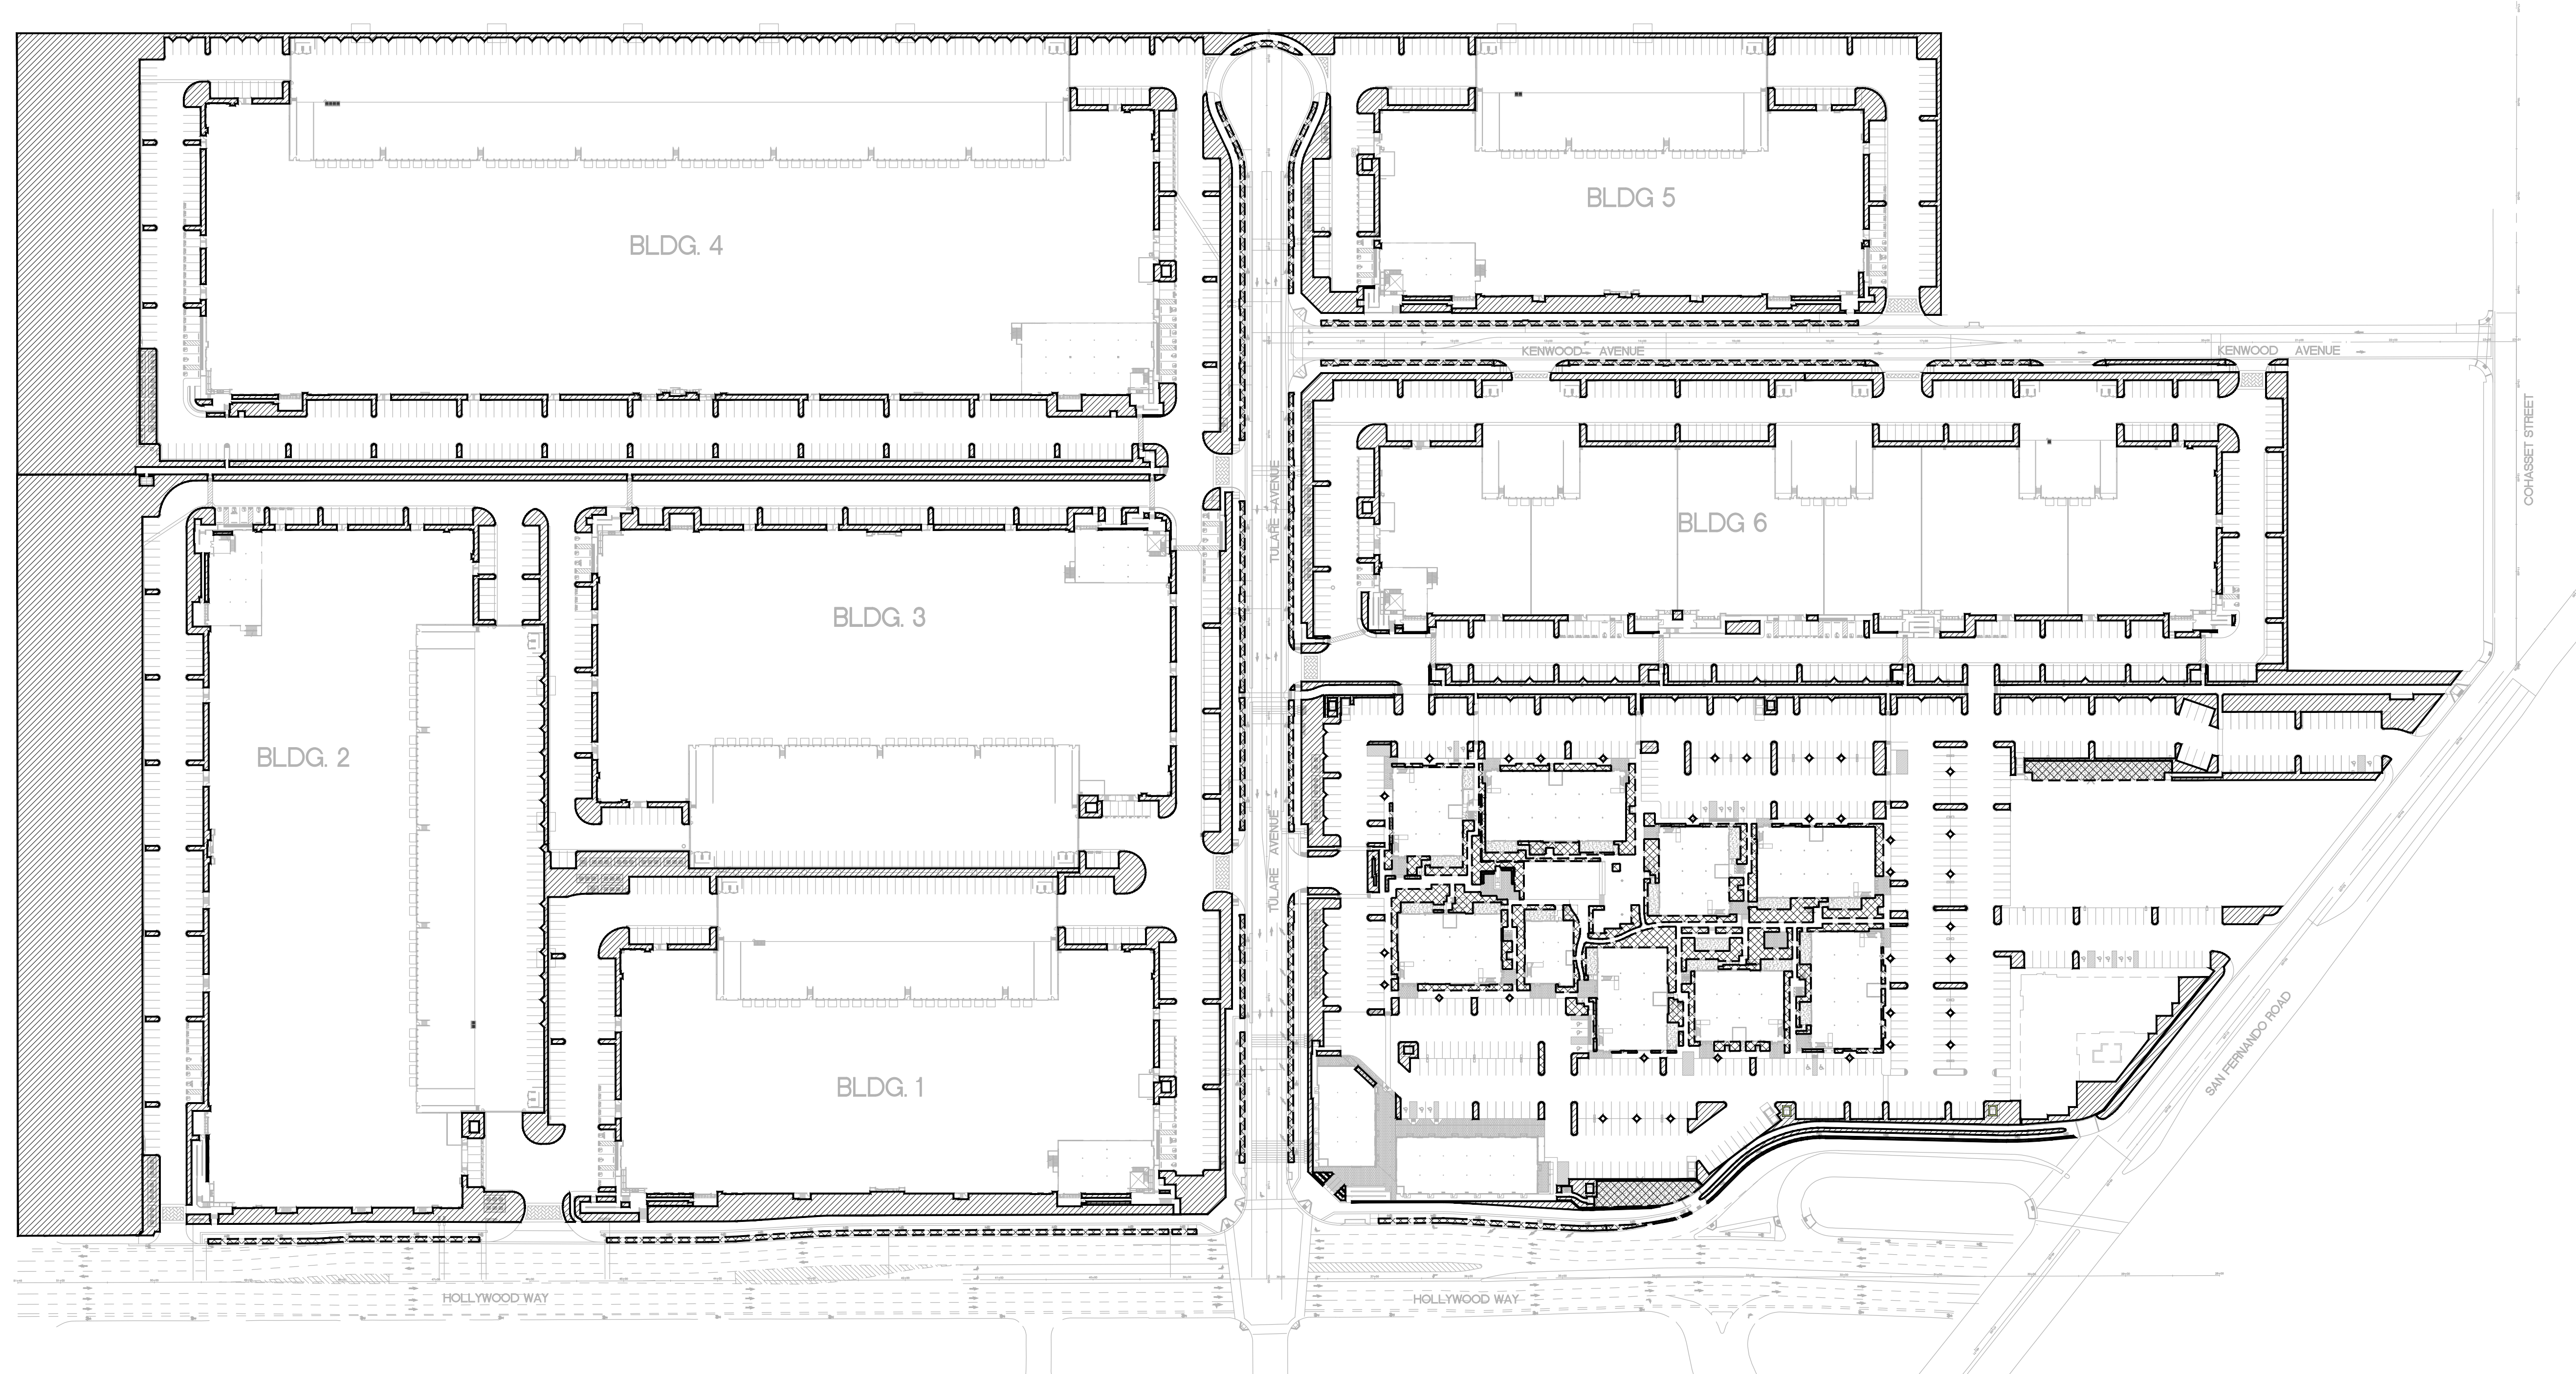 BLDG 5
BLDG. 4
KENWOOD AVENUE
KENWOOD AVENUE
COHASSET STREET
TULARE AVENUE
BLDG 6
BLDG. 3
BLDG. 2
TULARE AVENUE
BLDG. 1
SAN FERNANDO ROAD
HOLLYWOOD WAY
HOLLYWOOD WAY